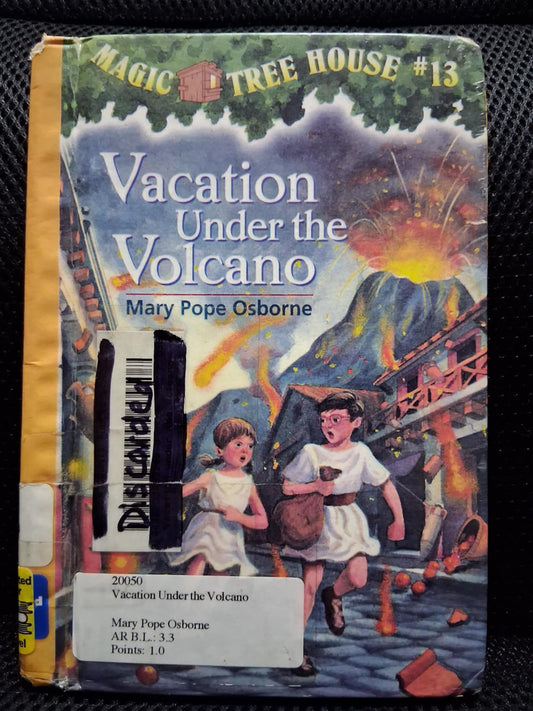 MAGIC TREE HOUSE #13
Vacation
Under the
Volcano
Mary Pope Osborne
Discarded
20050
Vacation Under the Volcano
Mary Pope Osborne
AR B.L.: 3.3
Points: 1.0